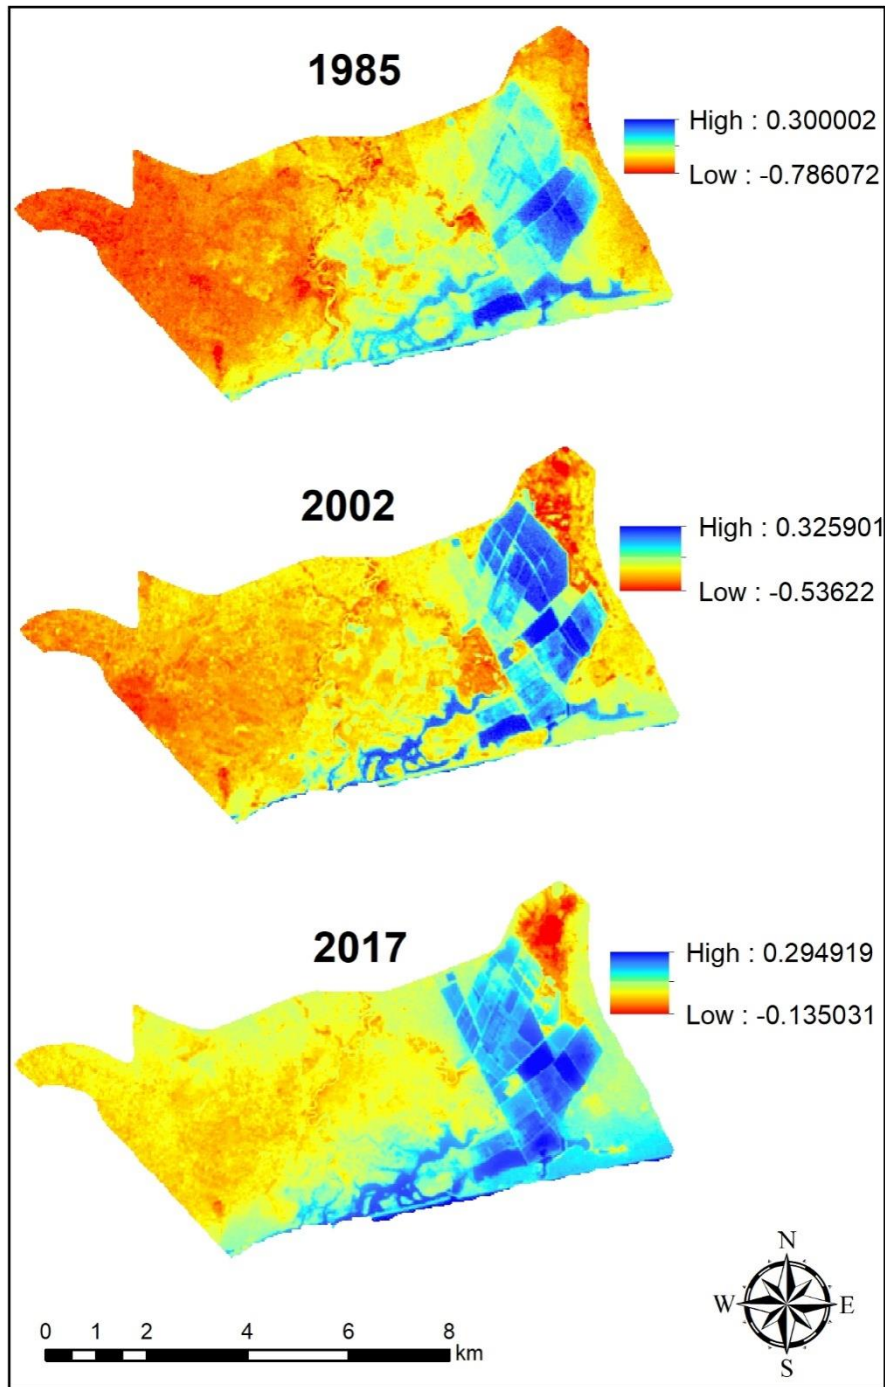 1985
High : 0.300002
Low : -0.786072
2002
High : 0.325901
Low : -0.53622
2017
High : 0.294919
Low : -0.135031
N
W E
S
0 1 2 4 6 8
km